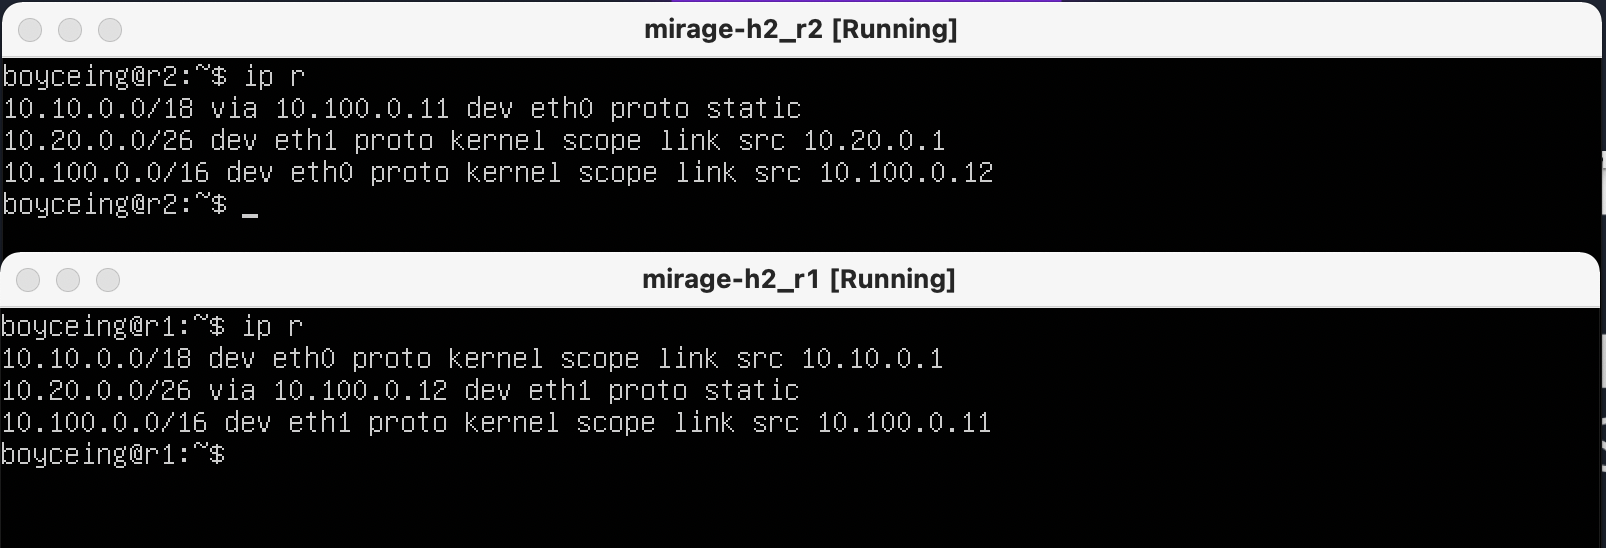 mirage-h2_r2 [Running]
boyceing@r2:~$ ip r
10.10.0.0/18 via 10.100.0.11 dev eth0 proto static
10.20.0.0/26 dev eth1 proto kernel scope link src 10.20.0.1
10.100.0.0/16 dev eth0 proto kernel scope link src 10.100.0.12
boyceing@r2:~$ _
mirage-h2_r1 [Running]
boyceing@r1:~$ ip r
10.10.0.0/18 dev eth0 proto kernel scope link src 10.10.0.1
10.20.0.0/26 via 10.100.0.12 dev eth1 proto static
10.100.0.0/16 dev eth1 proto kernel scope link src 10.100.0.11
boyceing@r1:~$